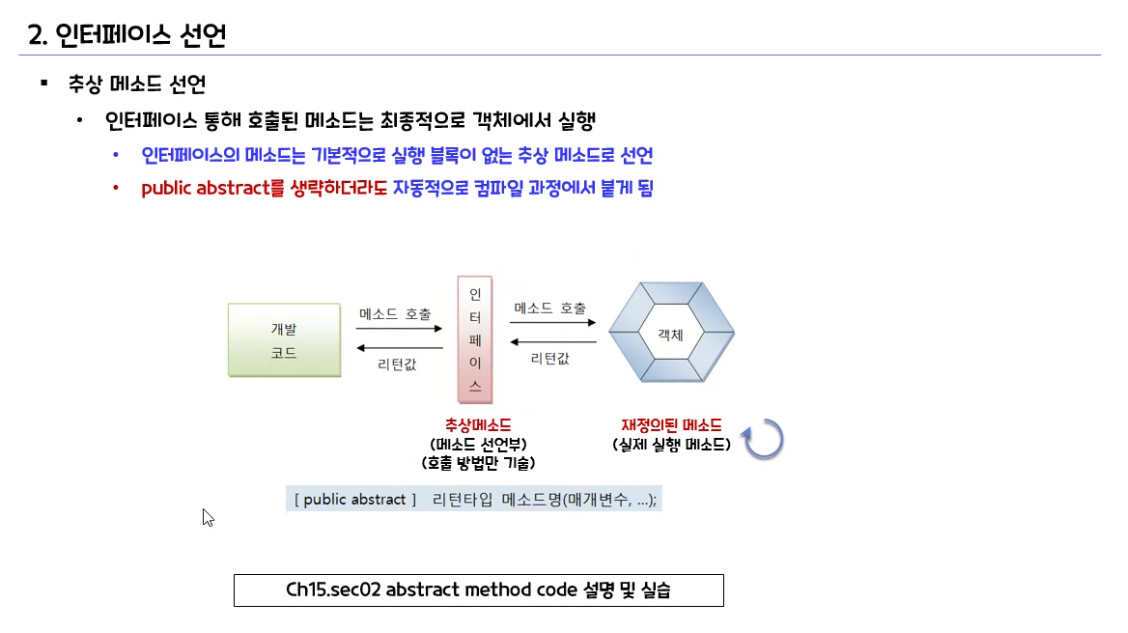 2. 인터페이스 선언
▪ 추상 메소드 선언
• 인터페이스 통해 호출된 메소드는 최종적으로 객체에서 실행
• 인터페이스의 메소드는 기본적으로 실행 블록이 없는 추상 메소드로 선언
• public abstract를 생략하더라도 자동적으로 컴파일 과정에서 붙게 됨
개발
코드
메소드 호출
리턴값
인
터
페
이
스
메소드 호출
리턴값
객체
추상메소드
(메소드 선언부)
(호출 방법만 기술)
재정의된 메소드
(실제 실행 메소드)
[ public abstract ] 리턴타입 메소드명(매개변수, ...);
Ch15.sec02 abstract method code 설명 및 실습